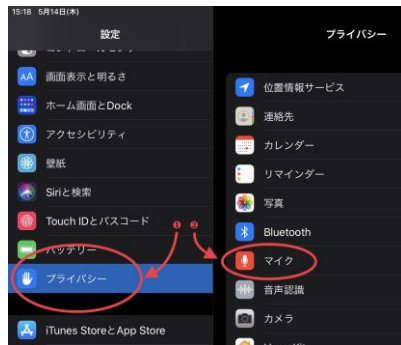 15:18 5月14日(木)
設定
画面表示と明るさ
AA
ホーム画面とDock
アクセシビリティ
壁紙
Siriと検索
Touch IDとパスコード
バッテリー
プライバシー
iTunes StoreとApp Store
❶ ❷
プライバシー
位置情報サービス
連絡先
カレンダー
リマインダー
写真
Bluetooth
マイク
音声認識
カメラ